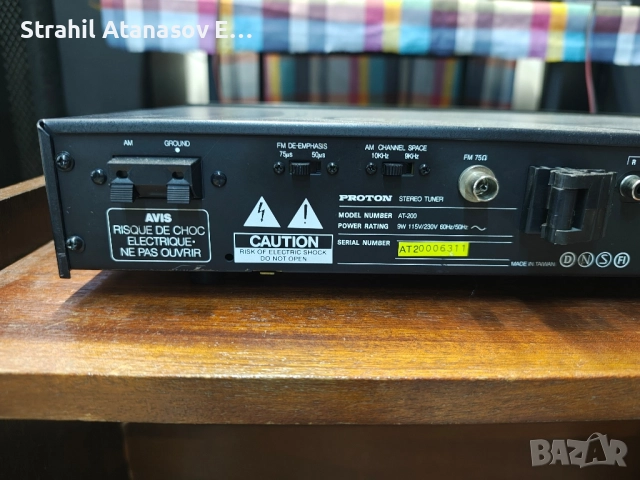 Strahil Atanasov E...
AM GROUND
FM DE-EMPHASIS
75µs 50µs
AM CHANNEL SPACE
10KHz 9KHz
FM 75Ω
R
AVIS
RISQUE DE CHOC
ELECTRIQUE·
NE PAS OUVRIR
CAUTION
RISK OF ELECTRIC SHOCK
DO NOT OPEN
PROTON STEREO TUNER
MODEL NUMBER AT-200
POWER RATING 9W 115V/230V 60Hz/50Hz ~
SERIAL NUMBER AT20006311
MADE IN TAIWAN D N S FI
BAZAR